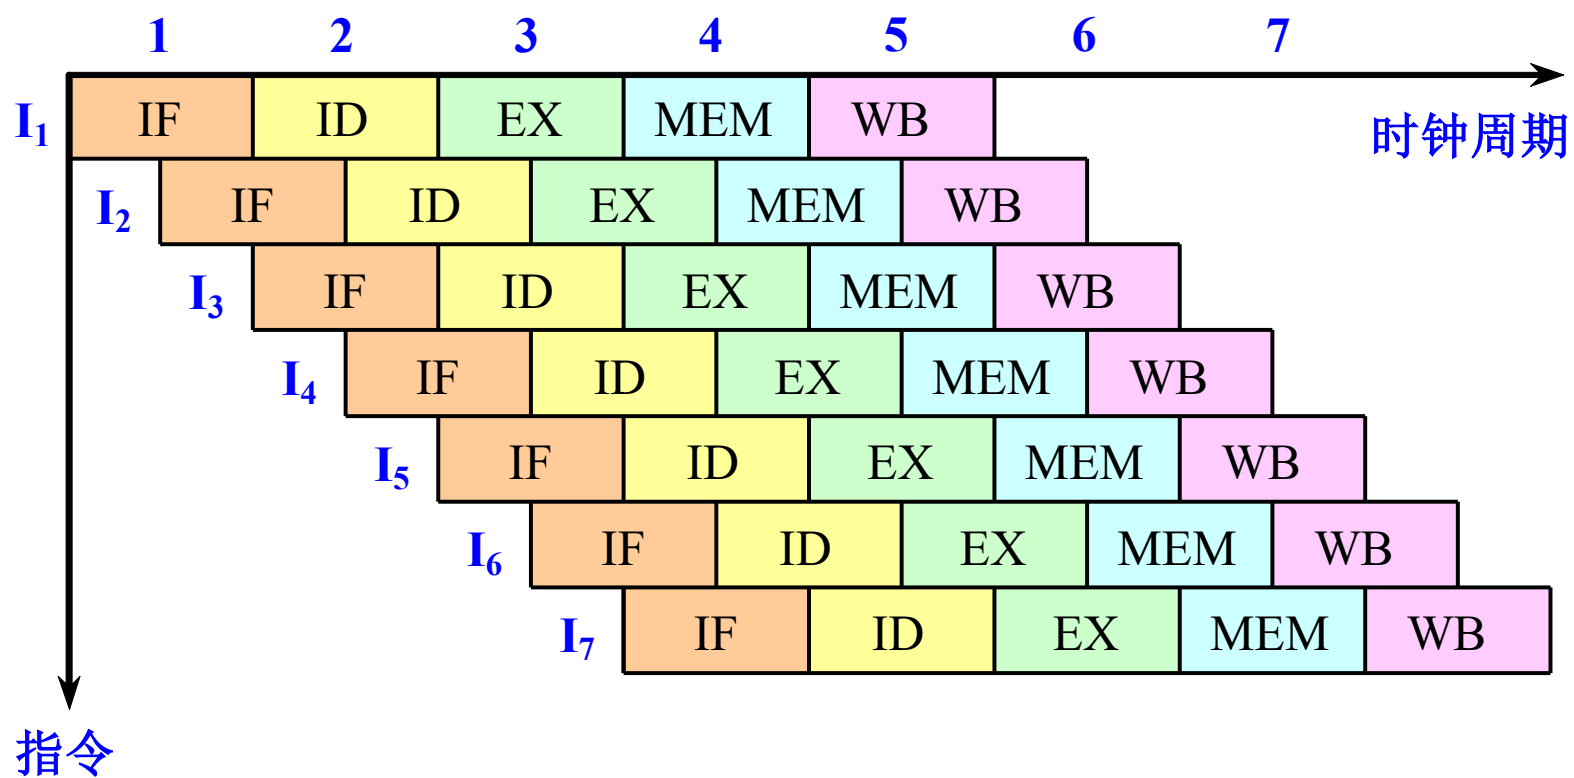 1 2 3 4 5 6 7
I₁ IF ID EX MEM WB
时钟周期
I₂ IF ID EX MEM WB
I₃ IF ID EX MEM WB
I₄ IF ID EX MEM WB
I₅ IF ID EX MEM WB
I₆ IF ID EX MEM WB
I₇ IF ID EX MEM WB
指令